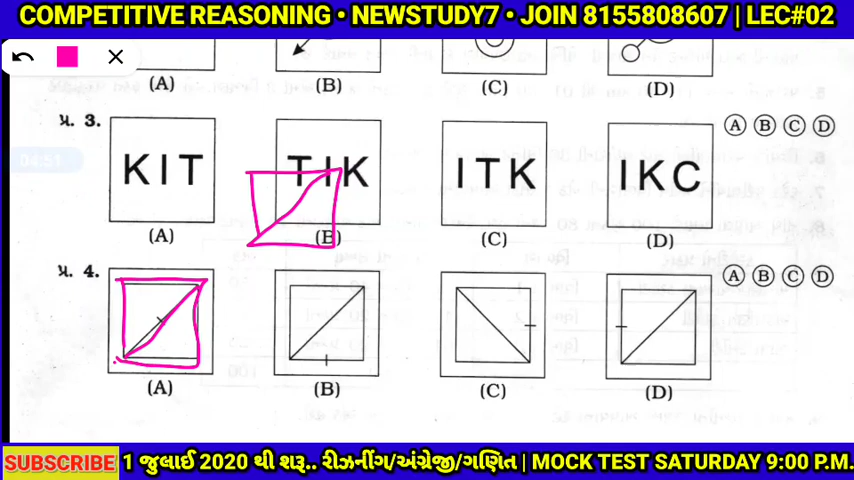 COMPETITIVE REASONING • NEWSTUDY7 • JOIN 8155808607 | LEC#02
(A) (B) (C) (D)
પ્ર. 3. KIT TIK ITK IKC A B C D
(A) (B) (C) (D)
પ્ર. 4. A B C D
(A) (B) (C) (D)
SUBSCRIBE 1 જુલાઈ 2020 થી શરૂ.. રીઝનીંગ/અંગ્રેજી/ગણિત | MOCK TEST SATURDAY 9:00 P.M.